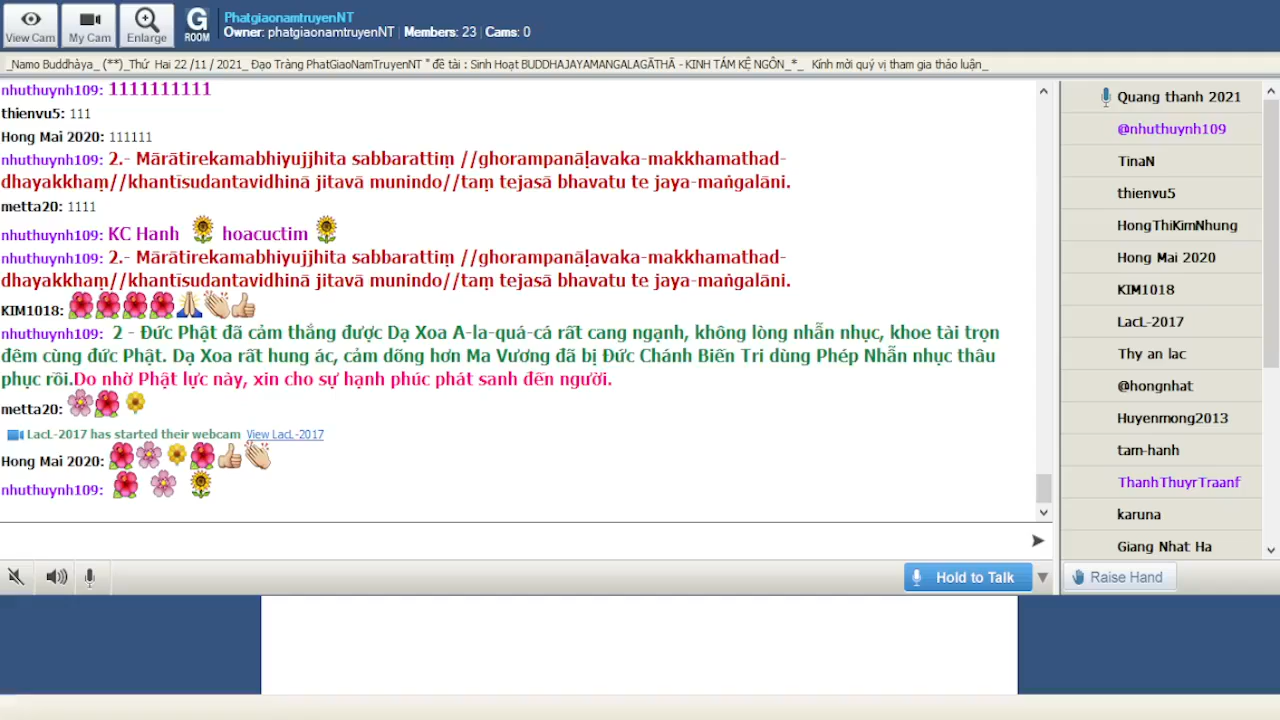 View Cam
My Cam
Enlarge
G
ROOM
PhatgiaonamtruyenNT
Owner: phatgiaonamtruyenNT | Members: 23 | Cams: 0
_Namo Buddhàya_ (**)_Thứ Hai 22 /11 / 2021_ Đạo Tràng PhatGiaoNamTruyenNT " đề tài : Sinh Hoạt BUDDHAJAYAMANGALAGĀTHĀ - KINH TÁM KỆ NGÔN_*_ Kính mời quý vị tham gia thảo luận_
nhuthuynh109: 1111111111
thienvu5: 111
Hong Mai 2020: 111111
nhuthuynh109: 2.- Mārātirekamabhiyujjhita sabbarattiṃ //ghorampanāḷavaka-makkhamathad-
dhayakkhaṃ//khantīsudantavidhinā jitavā munindo//taṃ tejasā bhavatu te jaya-maṅgalāni.
metta20: 1111
nhuthuynh109: KC Hanh 🌻 hoacuctim 🌻
nhuthuynh109: 2.- Mārātirekamabhiyujjhita sabbarattiṃ //ghorampanāḷavaka-makkhamathad-
dhayakkhaṃ//khantīsudantavidhinā jitavā munindo//taṃ tejasā bhavatu te jaya-maṅgalāni.
KIM1018: 🌺🌺🌺🌺🙏👏👍
nhuthuynh109: 2 - Đức Phật đã cảm thắng được Dạ Xoa A-la-quá-cá rất cang ngạnh, không lòng nhẫn nhục, khoe tài trọn
đêm cùng đức Phật. Dạ Xoa rất hung ác, cảm dõng hơn Ma Vương đã bị Đức Chánh Biến Tri dùng Phép Nhẫn nhục thâu
phục rồi.Do nhờ Phật lực này, xin cho sự hạnh phúc phát sanh đến người.
metta20: 🌸🌺🌼
LacL-2017 has started their webcam View LacL-2017
Hong Mai 2020: 🌺🌸🌼🌺👍👏
nhuthuynh109: 🌺 🌸 🌻
Hold to Talk
Quang thanh 2021
@nhuthuynh109
TinaN
thienvu5
HongThiKimNhung
Hong Mai 2020
KIM1018
LacL-2017
Thy an lac
@hongnhat
Huyenmong2013
tam-hanh
ThanhThuyrTraanf
karuna
Giang Nhat Ha
Raise Hand